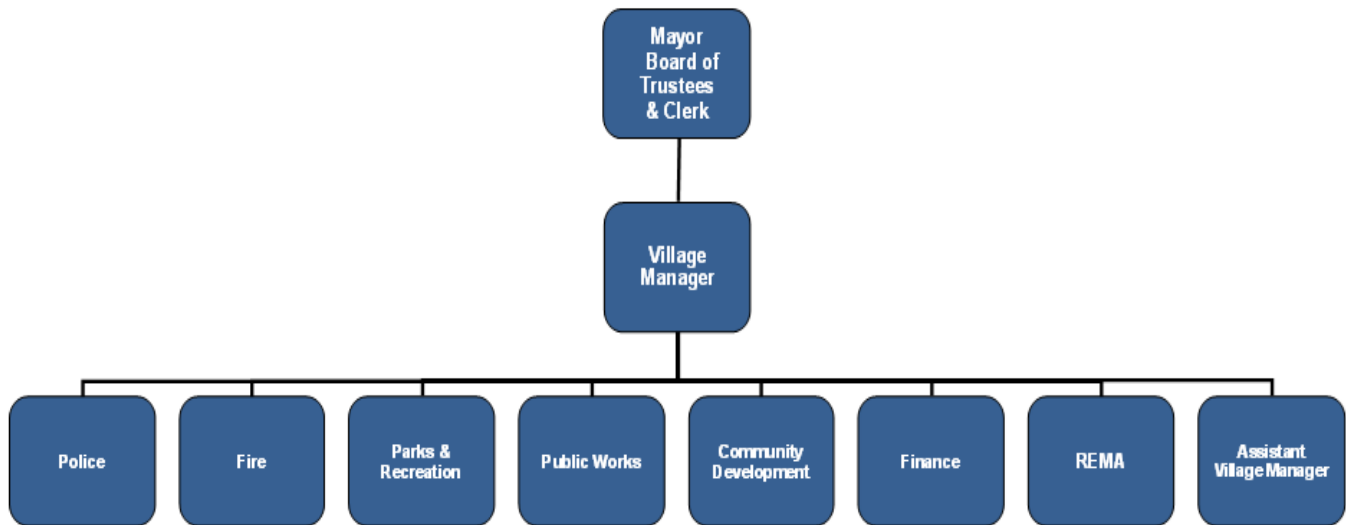 Mayor
Board of
Trustees
& Clerk
Village
Manager
Police
Fire
Parks &
Recreation
Public Works
Community
Development
Finance
REMA
Assistant
Village Manager